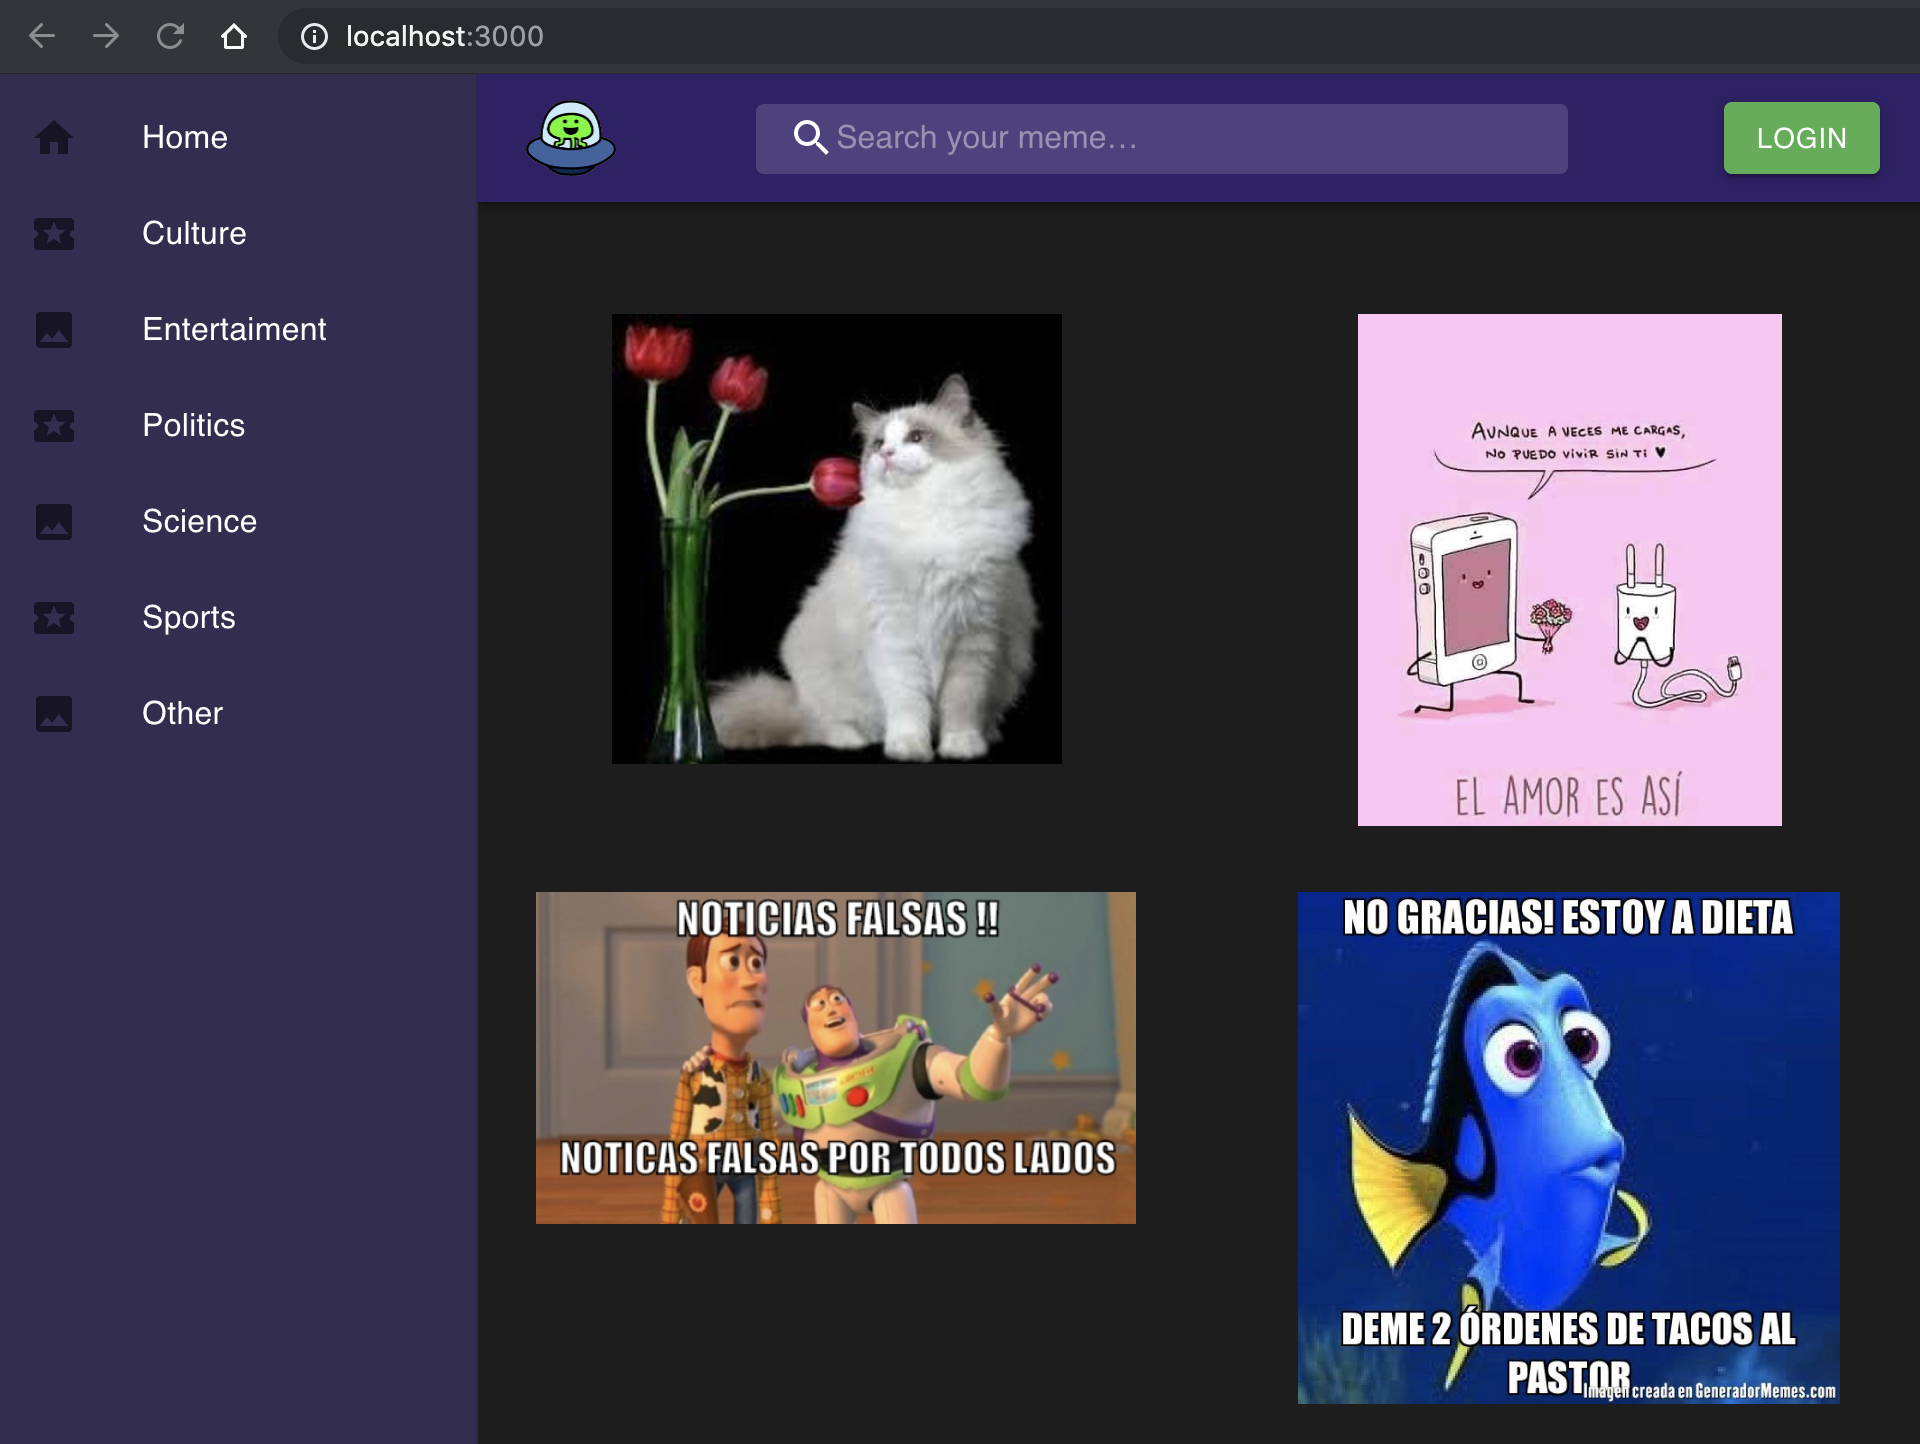 localhost:3000
Home
Culture
Entertaiment
Politics
Science
Sports
Other
Search your meme...
LOGIN
AUNQUE A VECES ME CARGAS,
NO PUEDO VIVIR SIN TI ♥
EL AMOR ES ASÍ
NOTICIAS FALSAS !!
NOTICAS FALSAS POR TODOS LADOS
NO GRACIAS! ESTOY A DIETA
DEME 2 ÓRDENES DE TACOS AL
PASTOR
Imagen creada en GeneradorMemes.com